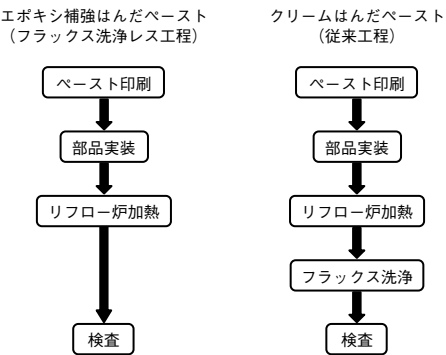 エポキシ補強はんだペースト
(フラックス洗浄レス工程)
ペースト印刷
部品実装
リフロー炉加熱
検査
クリームはんだペースト
(従来工程)
ペースト印刷
部品実装
リフロー炉加熱
フラックス洗浄
検査